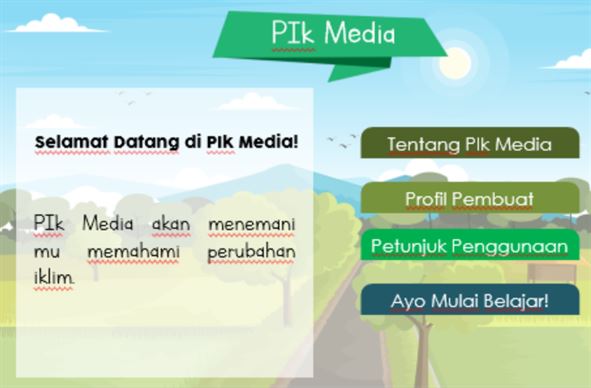 PIk Media
Selamat Datang di PIk Media!
PIk Media akan menemani
mu memahami perubahan
iklim.
Tentang PIk Media
Profil Pembuat
Petunjuk Penggunaan
Ayo Mulai Belajar!